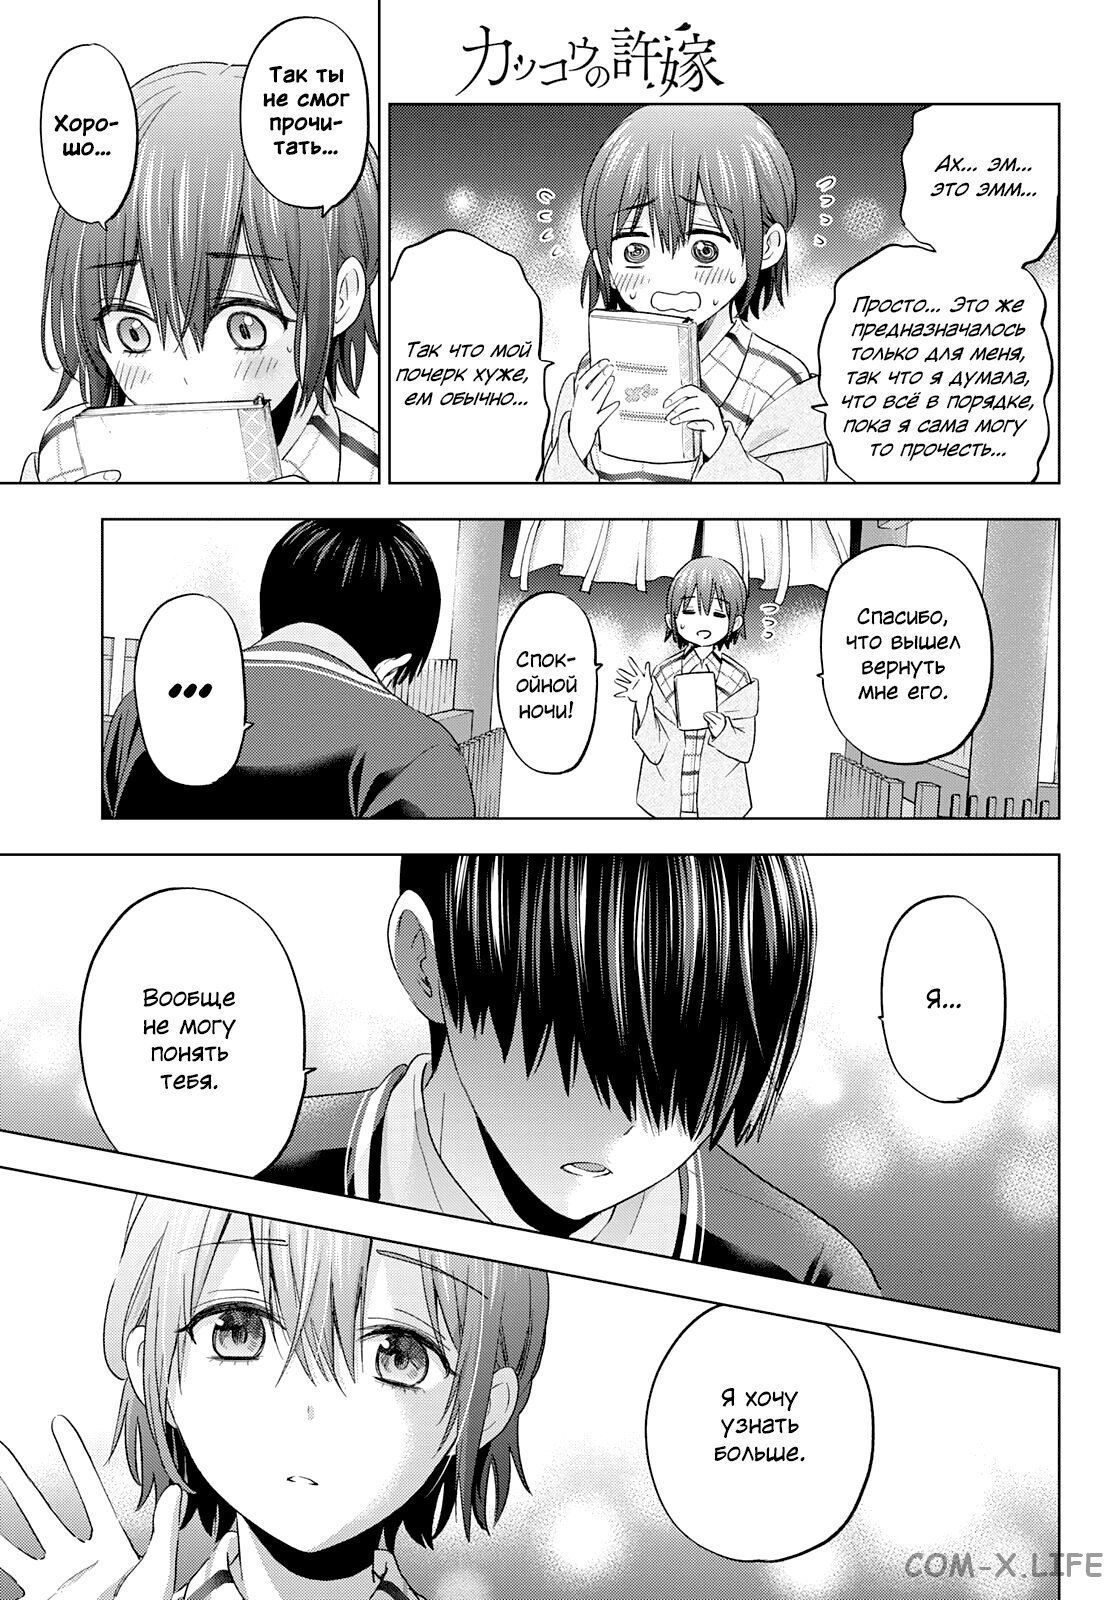 カッコウの許嫁
Ах... эм...
это эмм...
Просто... Это же
предназначалось
только для меня,
так что я думала,
что всё в порядке,
пока я сама могу
то прочесть...
Так что мой
почерк хуже,
ем обычно...
Так ты
не смог
прочи-
тать...
Хоро-
шо...
Спасибо,
что вышел
вернуть
мне его.
Спок-
ойной
ночи!
...
Я...
Вообще
не могу
понять
тебя.
Я хочу
узнать
больше.
COM-X.LIFE